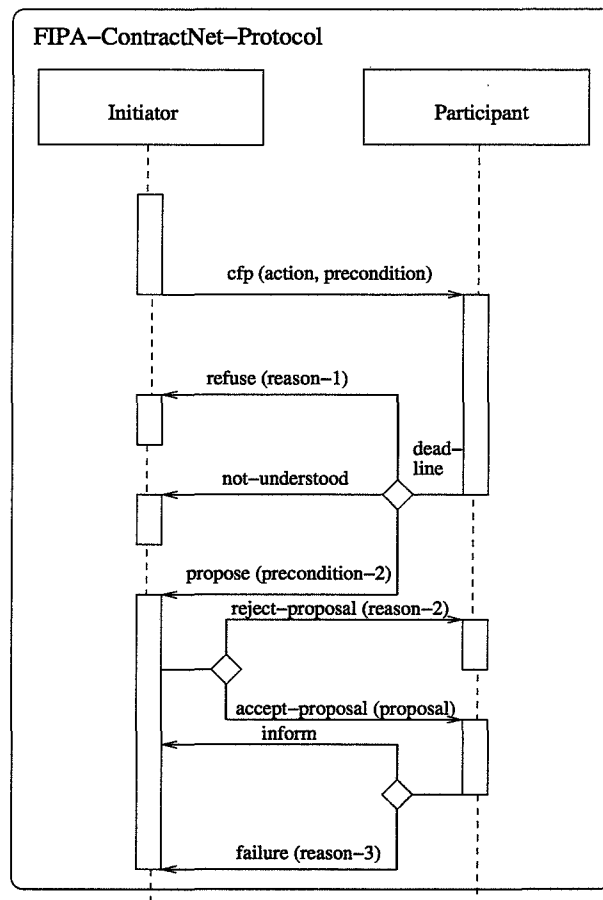 FIPA–ContractNet–Protocol
Initiator
Participant
cfp (action, precondition)
refuse (reason–1)
dead–
line
not–understood
propose (precondition–2)
reject–proposal (reason–2)
accept–proposal (proposal)
inform
failure (reason–3)